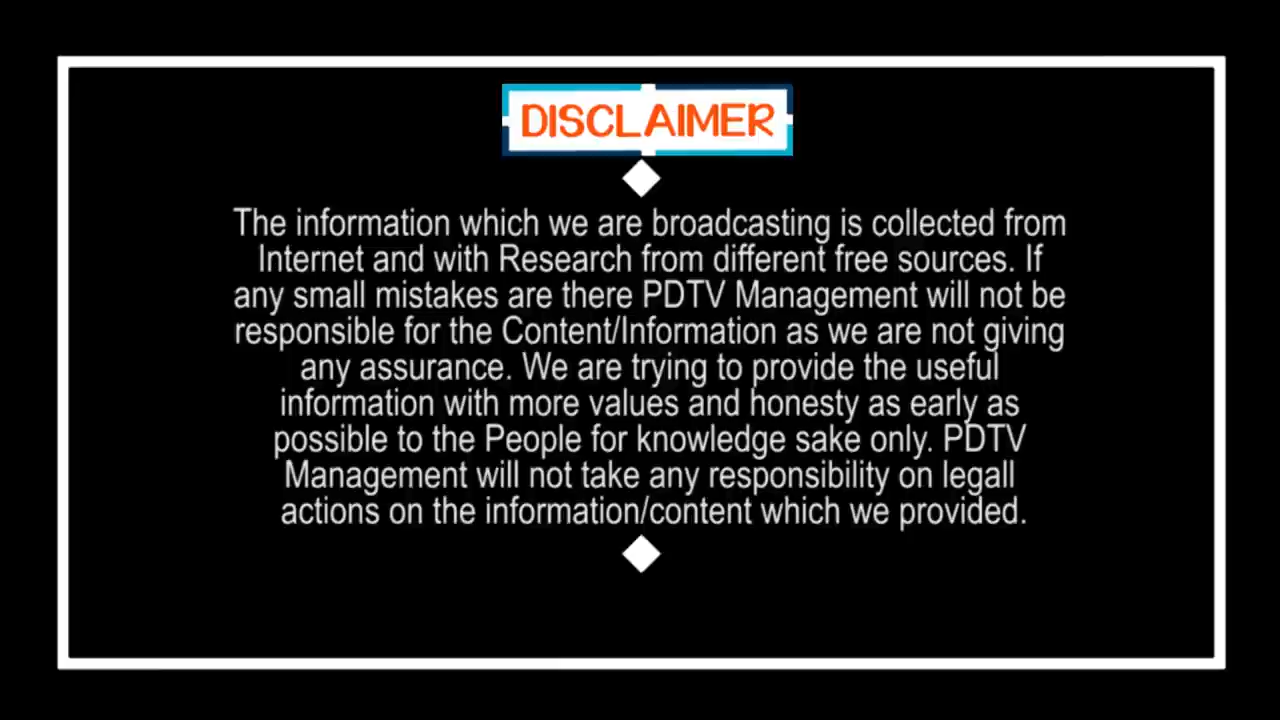 DISCLAIMER
The information which we are broadcasting is collected from
Internet and with Research from different free sources. If
any small mistakes are there PDTV Management will not be
responsible for the Content/Information as we are not giving
any assurance. We are trying to provide the useful
information with more values and honesty as early as
possible to the People for knowledge sake only. PDTV
Management will not take any responsibility on legall
actions on the information/content which we provided.